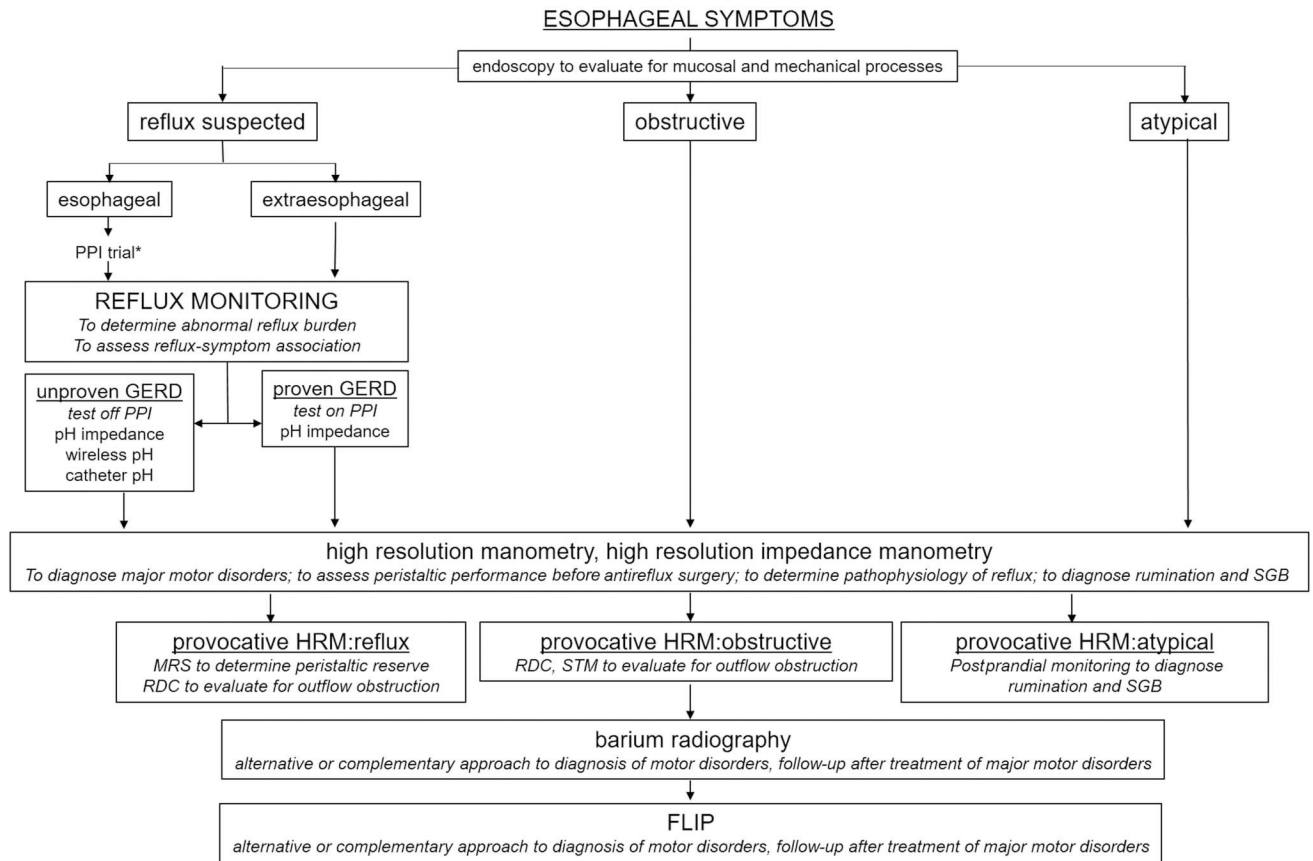 ESOPHAGEAL SYMPTOMS
endoscopy to evaluate for mucosal and mechanical processes
reflux suspected
obstructive
atypical
esophageal
extraesophageal
PPI trial*
REFLUX MONITORING
To determine abnormal reflux burden
To assess reflux-symptom association
unproven GERD
test off PPI
pH impedance
wireless pH
catheter pH
proven GERD
test on PPI
pH impedance
high resolution manometry, high resolution impedance manometry
To diagnose major motor disorders; to assess peristaltic performance before antireflux surgery; to determine pathophysiology of reflux; to diagnose rumination and SGB
provocative HRM:reflux
MRS to determine peristaltic reserve
RDC to evaluate for outflow obstruction
provocative HRM:obstructive
RDC, STM to evaluate for outflow obstruction
provocative HRM:atypical
Postprandial monitoring to diagnose
rumination and SGB
barium radiography
alternative or complementary approach to diagnosis of motor disorders, follow-up after treatment of major motor disorders
FLIP
alternative or complementary approach to diagnosis of motor disorders, follow-up after treatment of major motor disorders